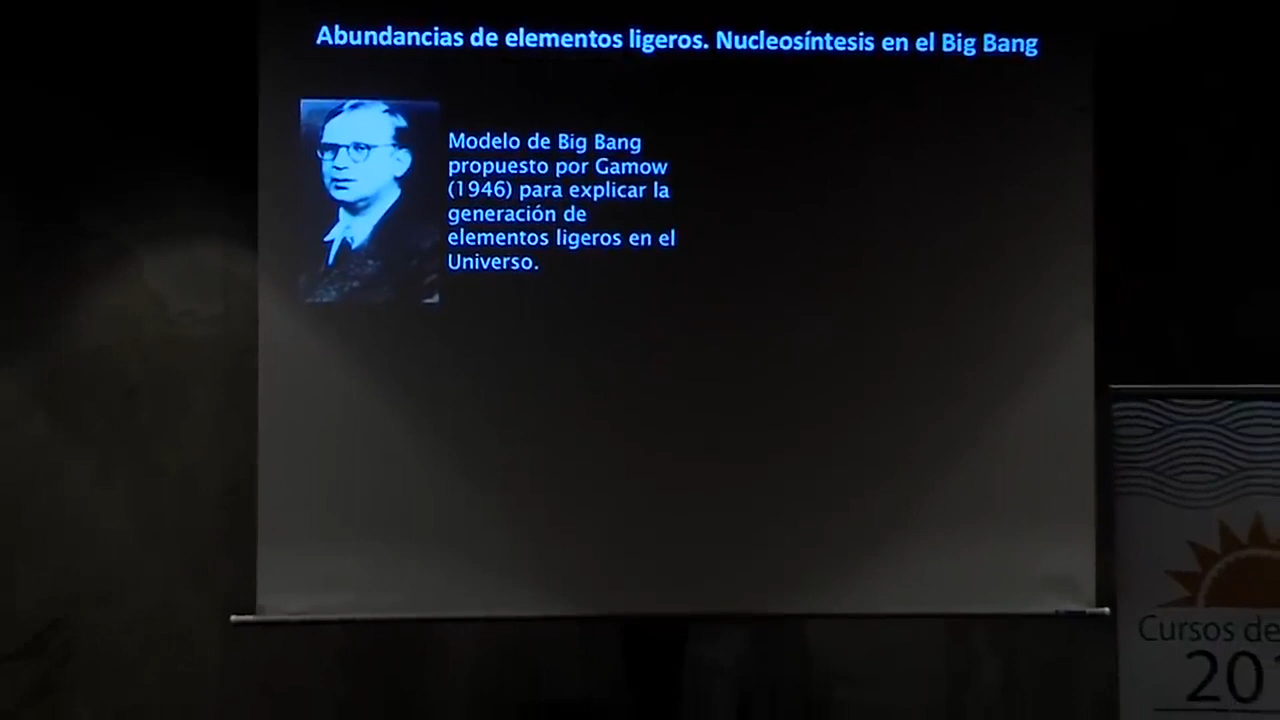 Abundancias de elementos ligeros. Nucleosíntesis en el Big Bang
Modelo de Big Bang
propuesto por Gamow
(1946) para explicar la
generación de
elementos ligeros en el
Universo.
Cursos de